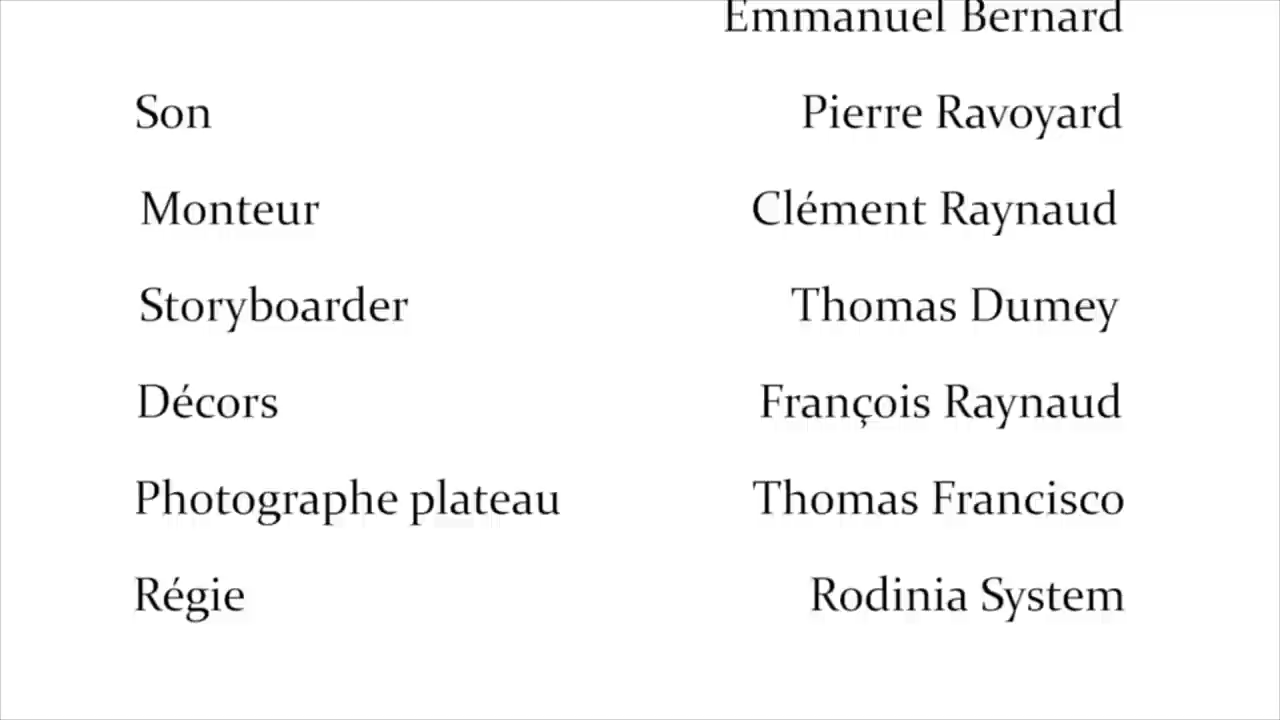 Emmanuel Bernard
Son Pierre Ravoyard
Monteur Clément Raynaud
Storyboarder Thomas Dumey
Décors François Raynaud
Photographe plateau Thomas Francisco
Régie Rodinia System